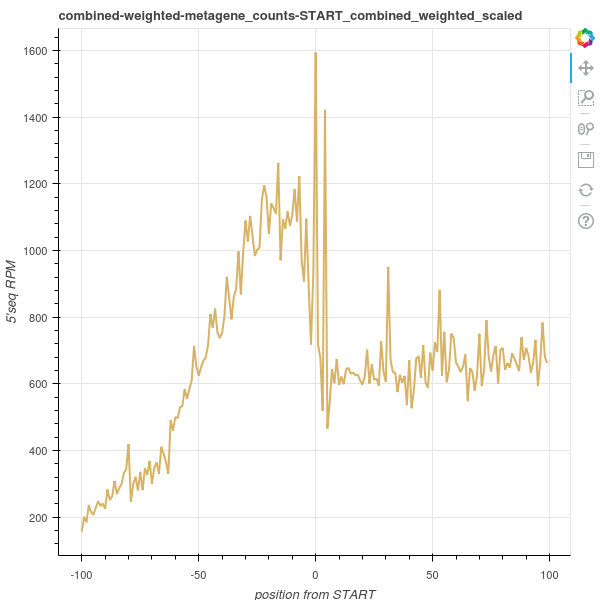 combined-weighted-metagene_counts-START_combined_weighted_scaled
1600
1400
1200
1000
800
600
400
200
5'seq RPM
-100 -50 0 50 100
position from START